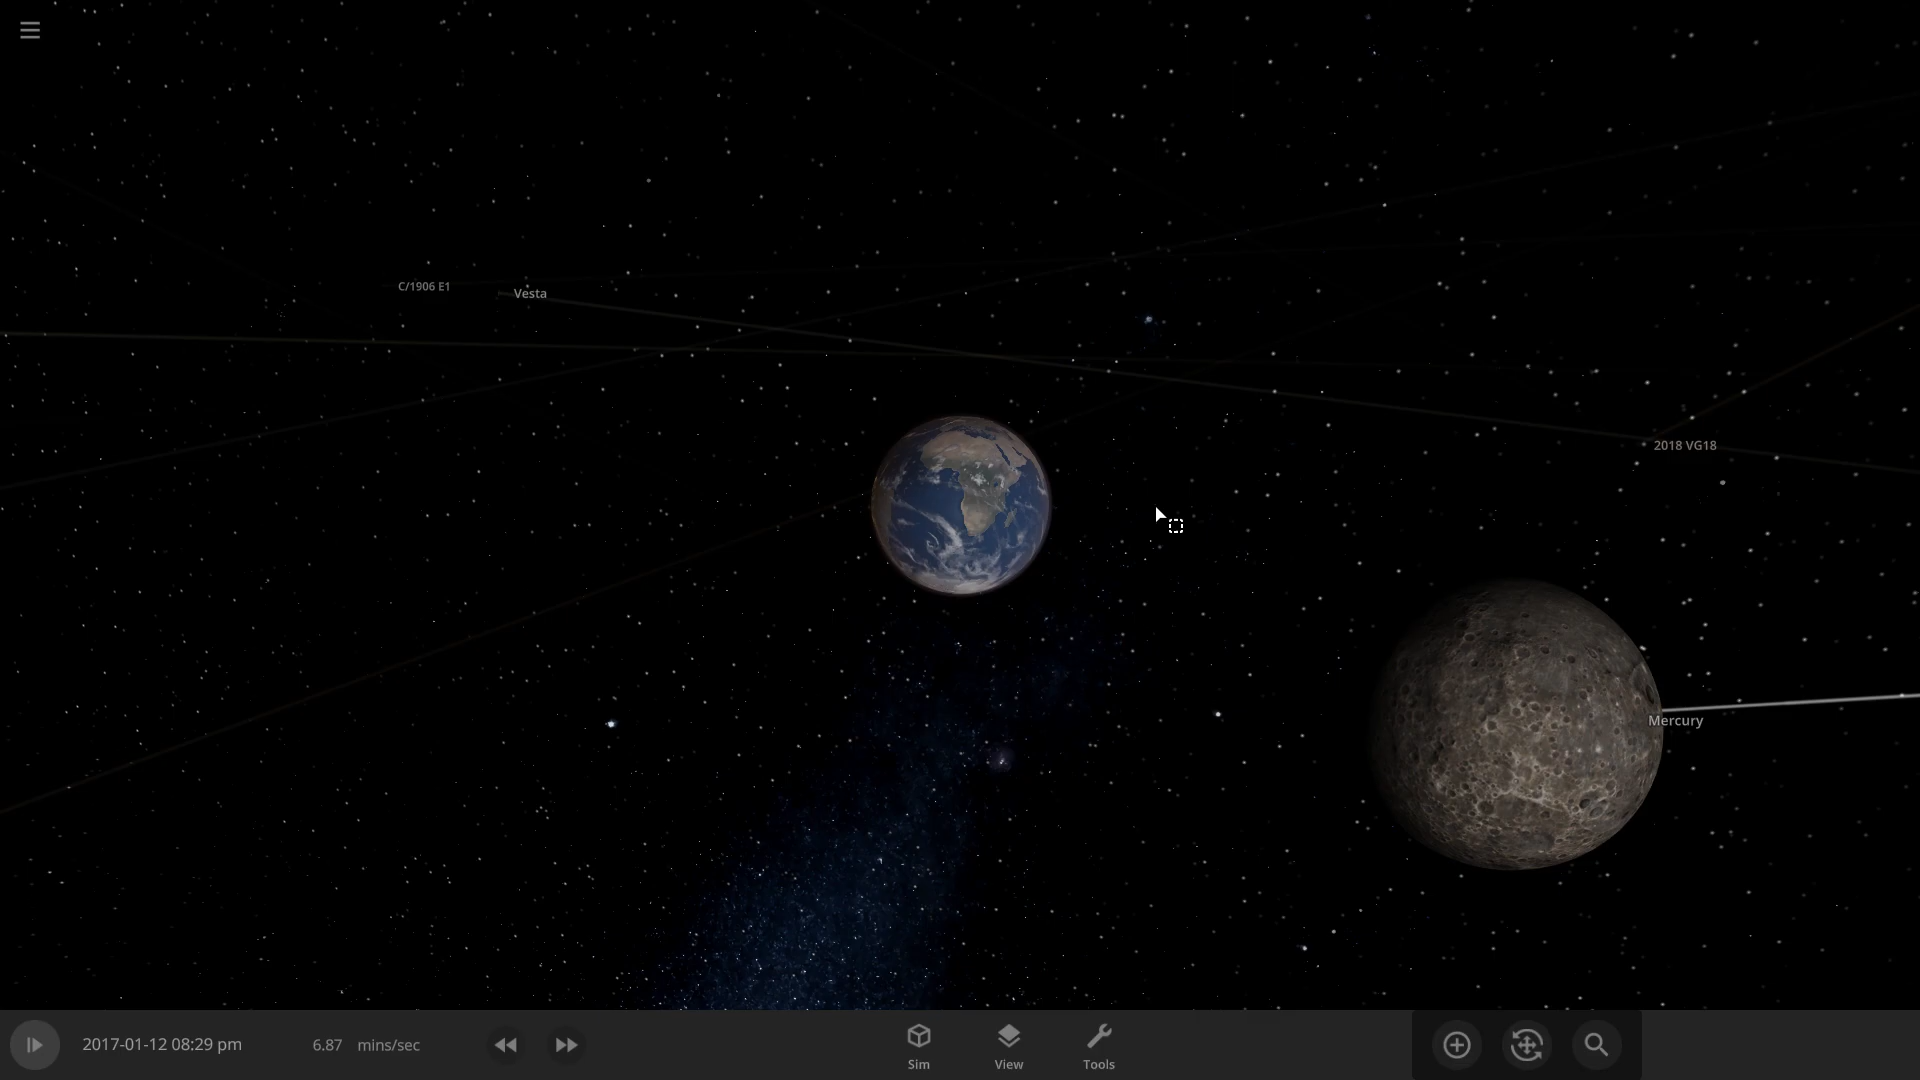 C/1906 E1
Vesta
2018 VG18
Mercury
2017-01-12 08:29 pm
6.87 mins/sec
Sim
View
Tools